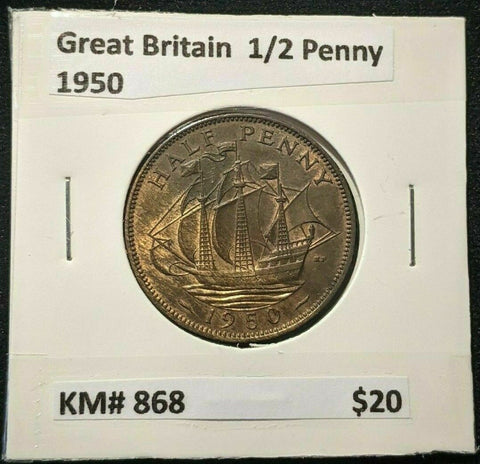 Great Britain 1/2 Penny
1950
HALF PENNY
1950
KM# 868 $20